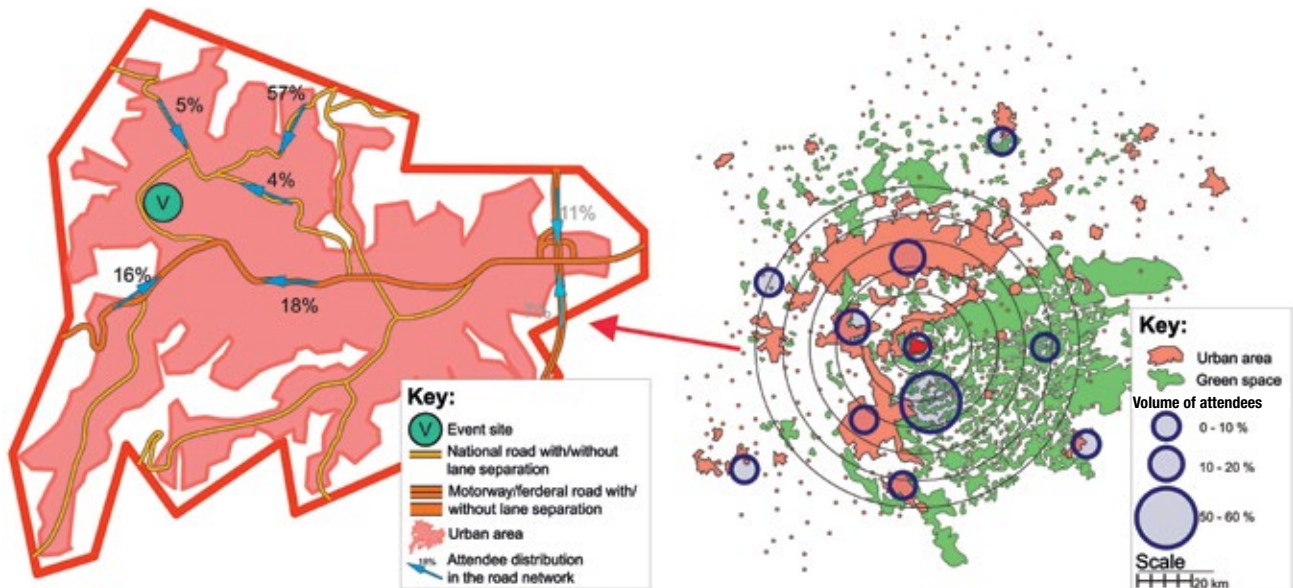 5%
57%
4%
11%
16%
18%
V
Key:
V Event site
National road with/without
lane separation
Motorway/ferderal road with/
without lane separation
Urban area
18% Attendee distribution
in the road network
Key:
Urban area
Green space
Volume of attendees
0 - 10 %
10 - 20 %
50 - 60 %
Scale
20 km